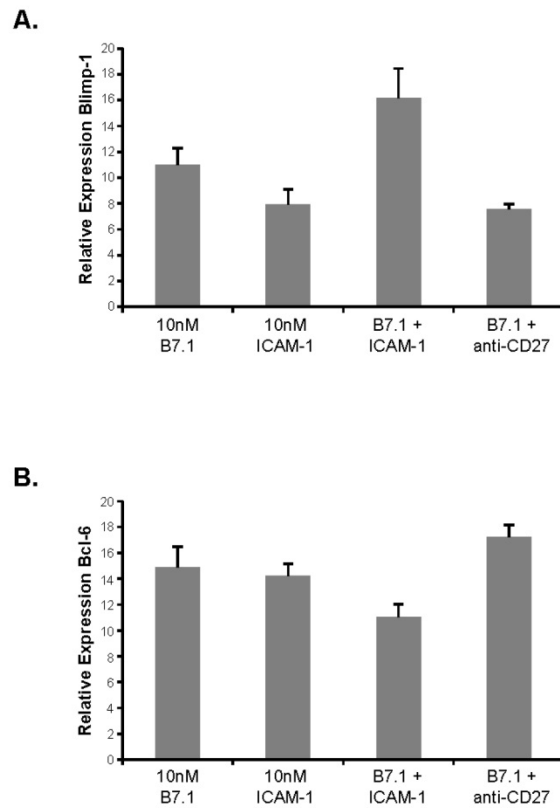 A.
Relative Expression Blimp-1
20
18
16
14
12
10
8
6
4
2
0
10nM
B7.1
10nM
ICAM-1
B7.1 +
ICAM-1
B7.1 +
anti-CD27
B.
Relative Expression Bcl-6
20
18
16
14
12
10
8
6
4
2
0
10nM
B7.1
10nM
ICAM-1
B7.1 +
ICAM-1
B7.1 +
anti-CD27